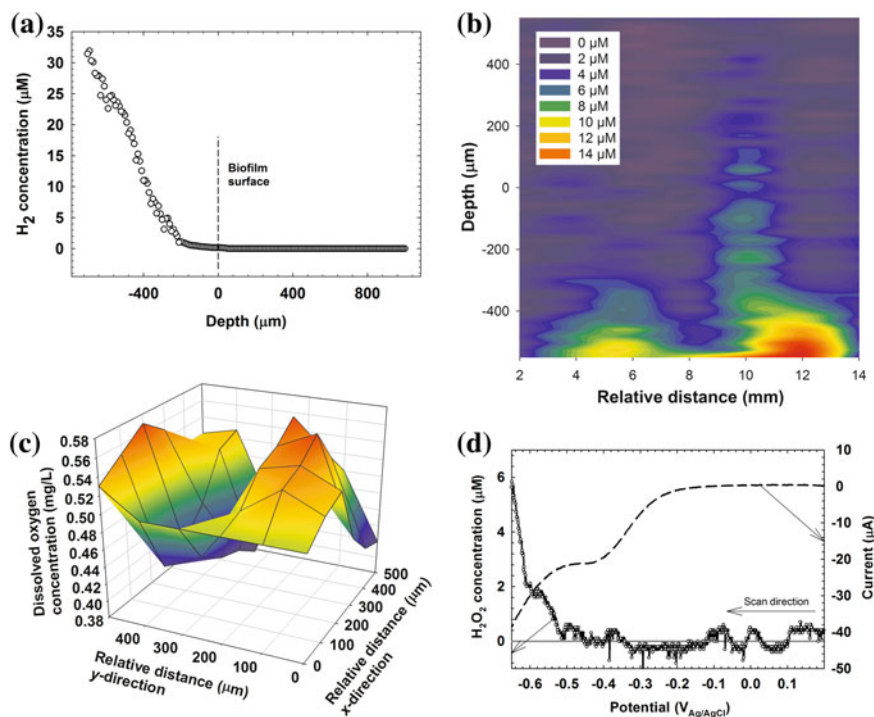 (a)
35
30
25
20
15
10
5
0
H2 concentration (µM)
Biofilm
surface
-400
0
400
800
Depth (µm)
(b)
0 µM
2 µM
4 µM
6 µM
8 µM
10 µM
12 µM
14 µM
400
200
0
-200
-400
Depth (µm)
2
4
6
8
10
12
14
Relative distance (mm)
(c)
0.58
0.56
0.54
0.52
0.50
0.48
0.46
0.44
0.42
0.40
0.38
Dissolved oxygen
concentration (mg/L)
400
300
200
100
0
Relative distance (µm)
y-direction
0
100
200
300
400
500
Relative distance (µm)
x-direction
(d)
6
4
2
0
H2O2 concentration (µM)
10
0
-10
-20
-30
-40
-50
Current (µA)
Scan direction
-0.6
-0.5
-0.4
-0.3
-0.2
-0.1
0.0
0.1
Potential (VAg/AgCl)